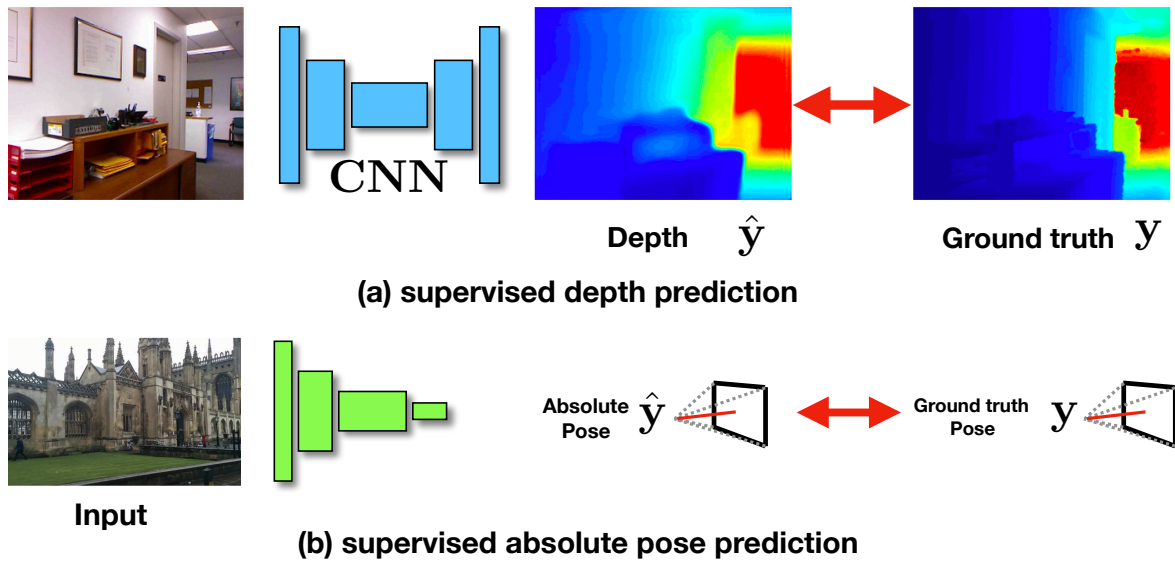 CNN
Depth ŷ
Ground truth y
(a) supervised depth prediction
Absolute
Pose
ŷ
Ground truth
Pose
y
Input
(b) supervised absolute pose prediction